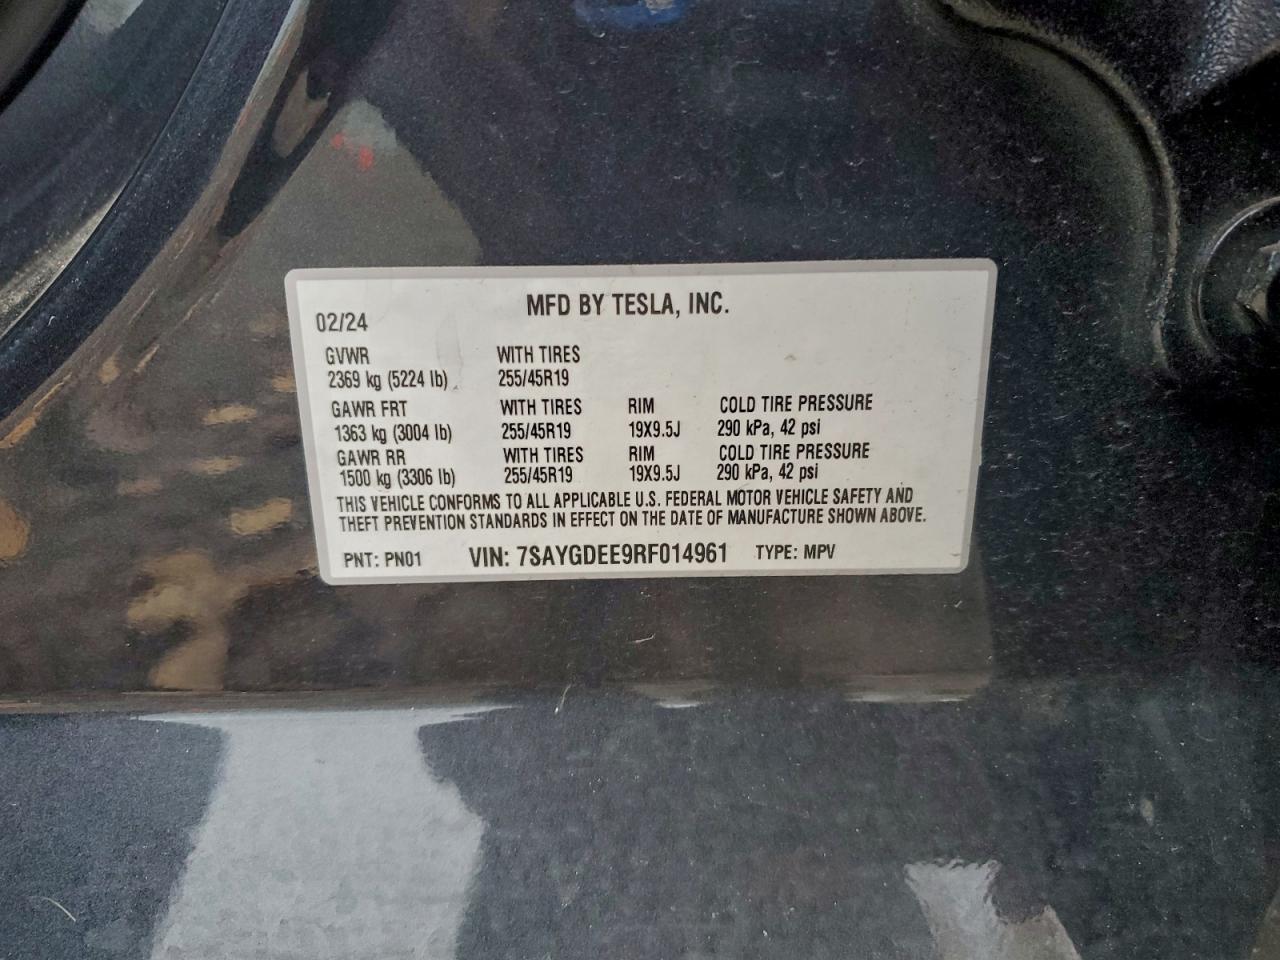 MFD BY TESLA, INC.
02/24
GVWR WITH TIRES
2369 kg (5224 lb) 255/45R19
GAWR FRT WITH TIRES RIM COLD TIRE PRESSURE
1363 kg (3004 lb) 255/45R19 19X9.5J 290 kPa, 42 psi
GAWR RR WITH TIRES RIM COLD TIRE PRESSURE
1500 kg (3306 lb) 255/45R19 19X9.5J 290 kPa, 42 psi
THIS VEHICLE CONFORMS TO ALL APPLICABLE U.S. FEDERAL MOTOR VEHICLE SAFETY AND
THEFT PREVENTION STANDARDS IN EFFECT ON THE DATE OF MANUFACTURE SHOWN ABOVE.
PNT: PN01 VIN: 7SAYGDEE9RF014961 TYPE: MPV